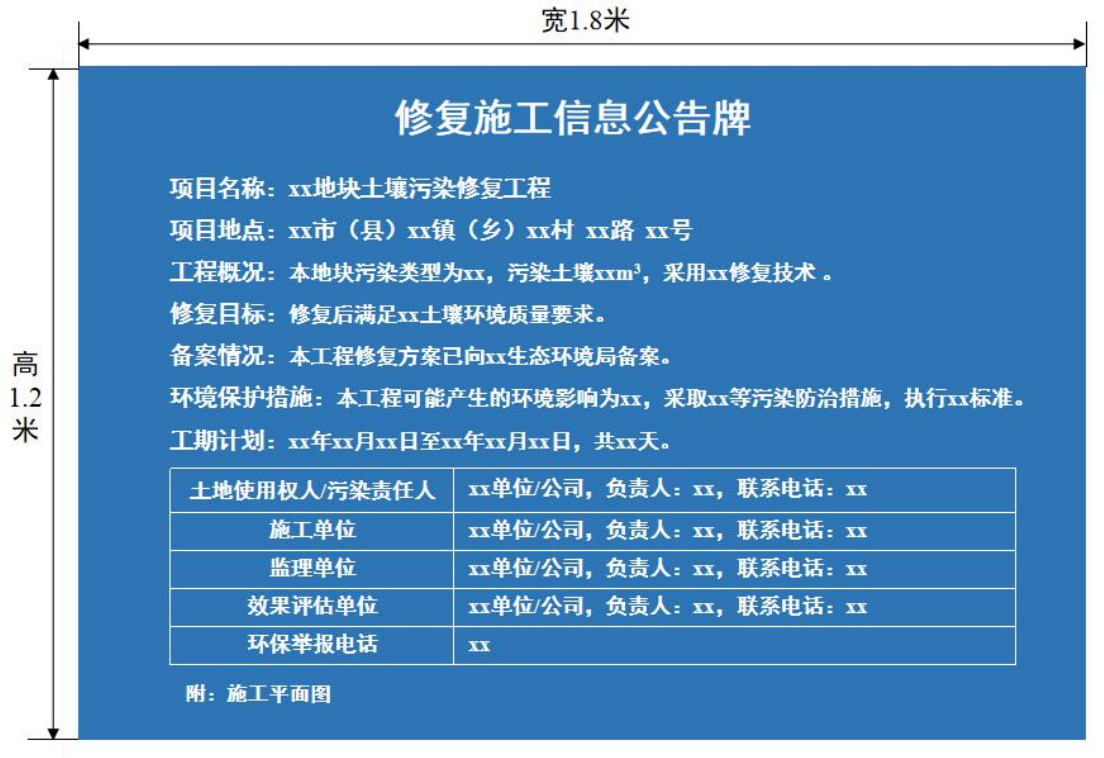 宽1.8米
高
1.2
米
修复施工信息公告牌
项目名称：xx地块土壤污染修复工程
项目地点：xx市（县）xx镇（乡）xx村 xx路 xx号
工程概况：本地块污染类型为xx，污染土壤xxm³，采用xx修复技术 。
修复目标：修复后满足xx土壤环境质量要求。
备案情况：本工程修复方案已向xx生态环境局备案。
环境保护措施：本工程可能产生的环境影响为xx，采取xx等污染防治措施，执行xx标准。
工期计划：xx年xx月xx日至xx年xx月xx日，共xx天。
土地使用权人/污染责任人 xx单位/公司，负责人：xx，联系电话：xx
施工单位 xx单位/公司，负责人：xx，联系电话：xx
监理单位 xx单位/公司，负责人：xx，联系电话：xx
效果评估单位 xx单位/公司，负责人：xx，联系电话：xx
环保举报电话 xx
附：施工平面图